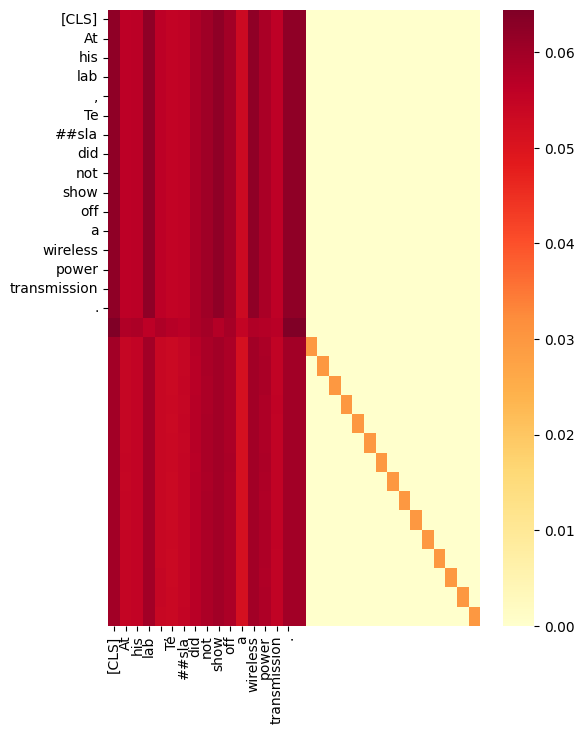 [CLS]
At
his
lab
,
Te
##sla
did
not
show
off
a
wireless
power
transmission
.
[CLS]
At
his
lab
,
Te
##sla
did
not
show
off
a
wireless
power
transmission
.
0.06
0.05
0.04
0.03
0.02
0.01
0.00